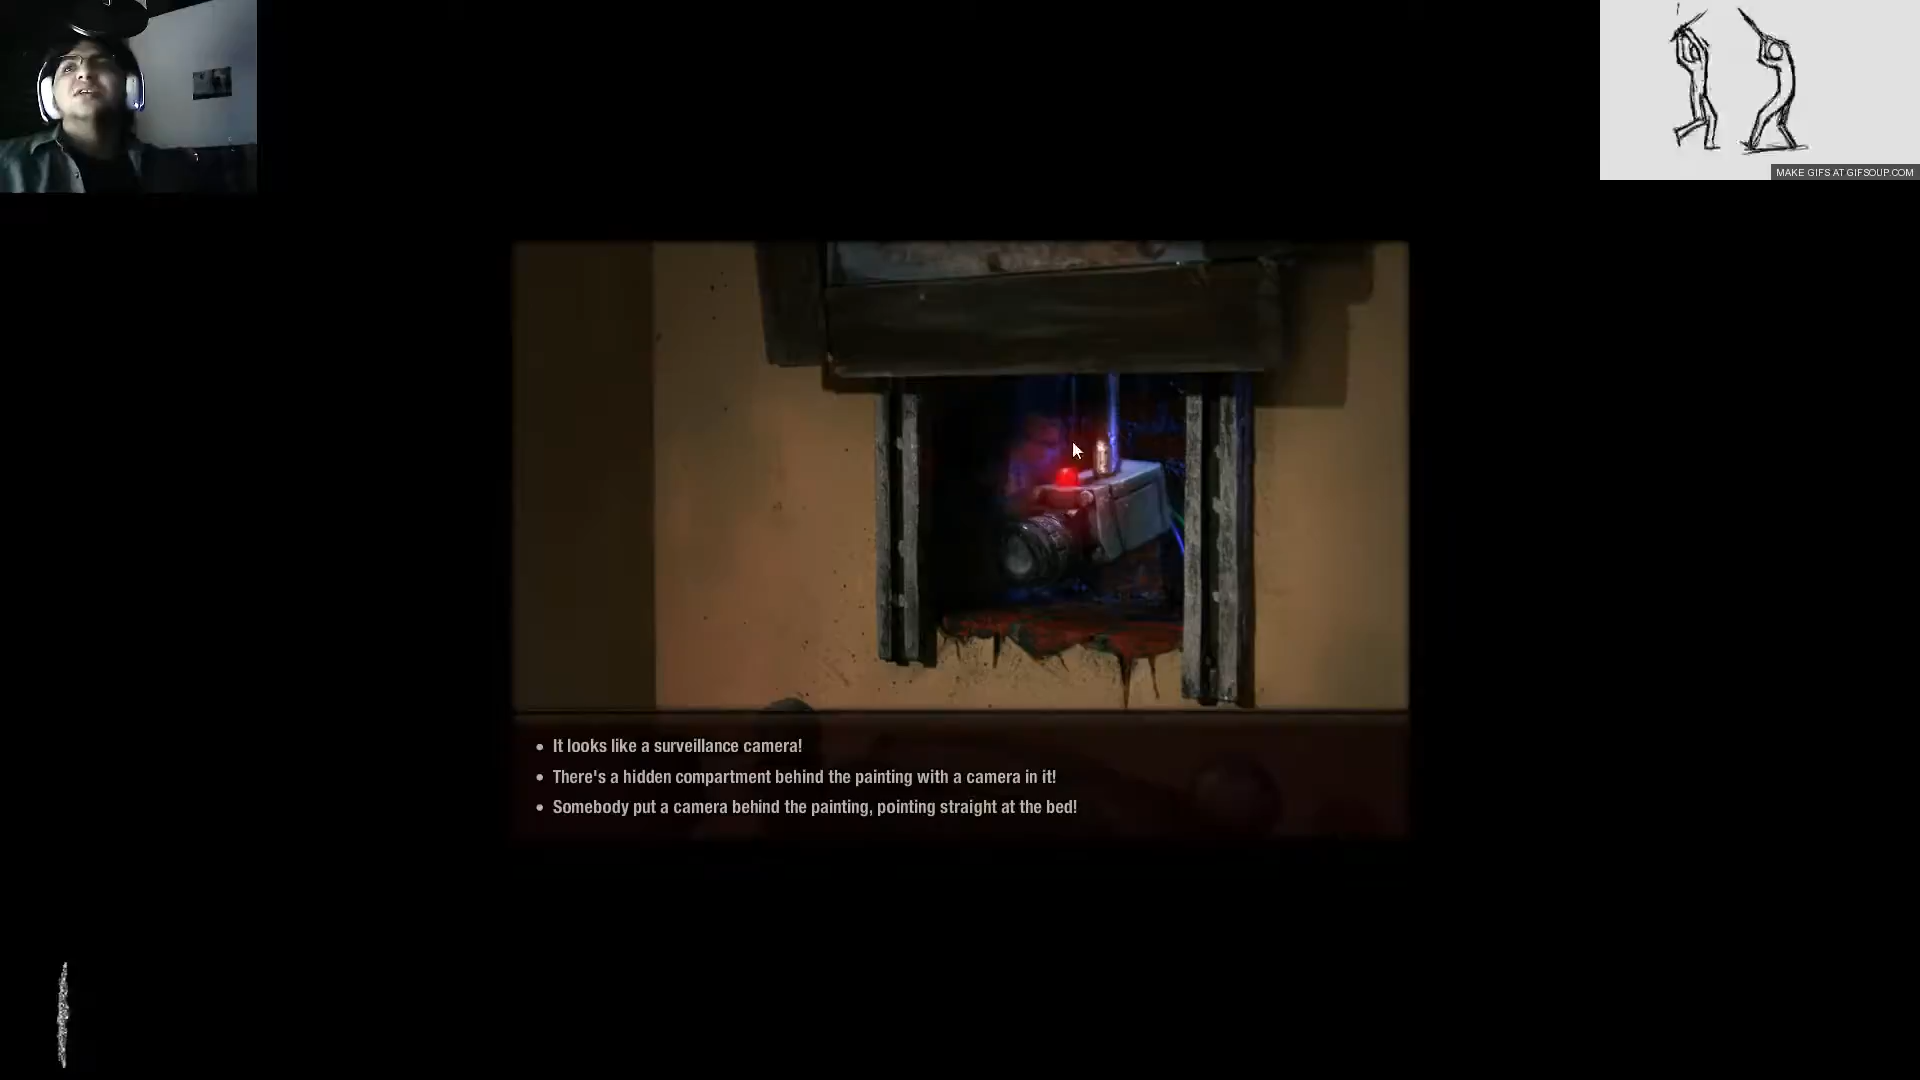 MAKE GIFS AT GIFSOUP.COM
It looks like a surveillance camera!
There's a hidden compartment behind the painting with a camera in it!
Somebody put a camera behind the painting, pointing straight at the bed!